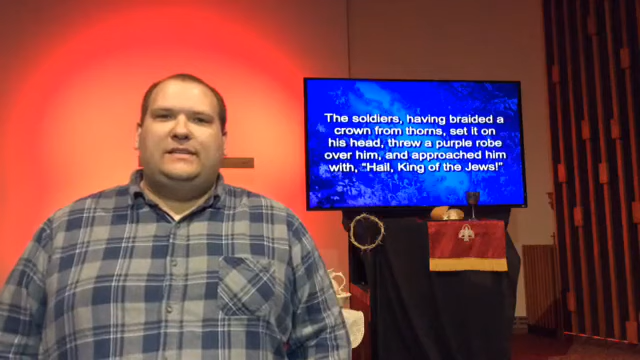 The soldiers, having braided a
crown from thorns, set it on
his head, threw a purple robe
over him, and approached him
with, "Hail, King of the Jews!"